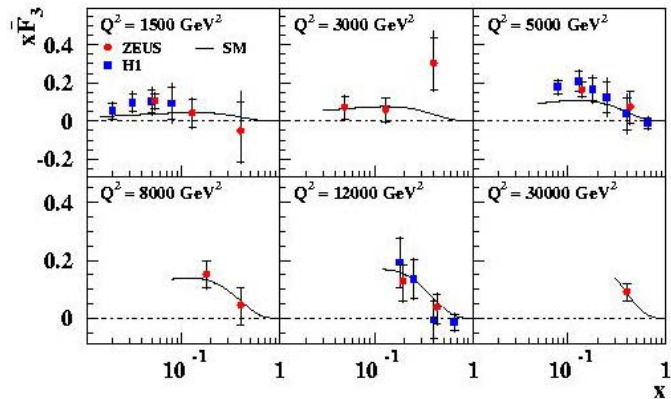 xF̃₃
Q² = 1500 GeV²
Q² = 3000 GeV²
Q² = 5000 GeV²
ZEUS
SM
H1
0.4
0.2
0
-0.2
Q² = 8000 GeV²
Q² = 12000 GeV²
Q² = 30000 GeV²
0.4
0.2
0
10⁻¹
1
10⁻¹
1
10⁻¹
1
x